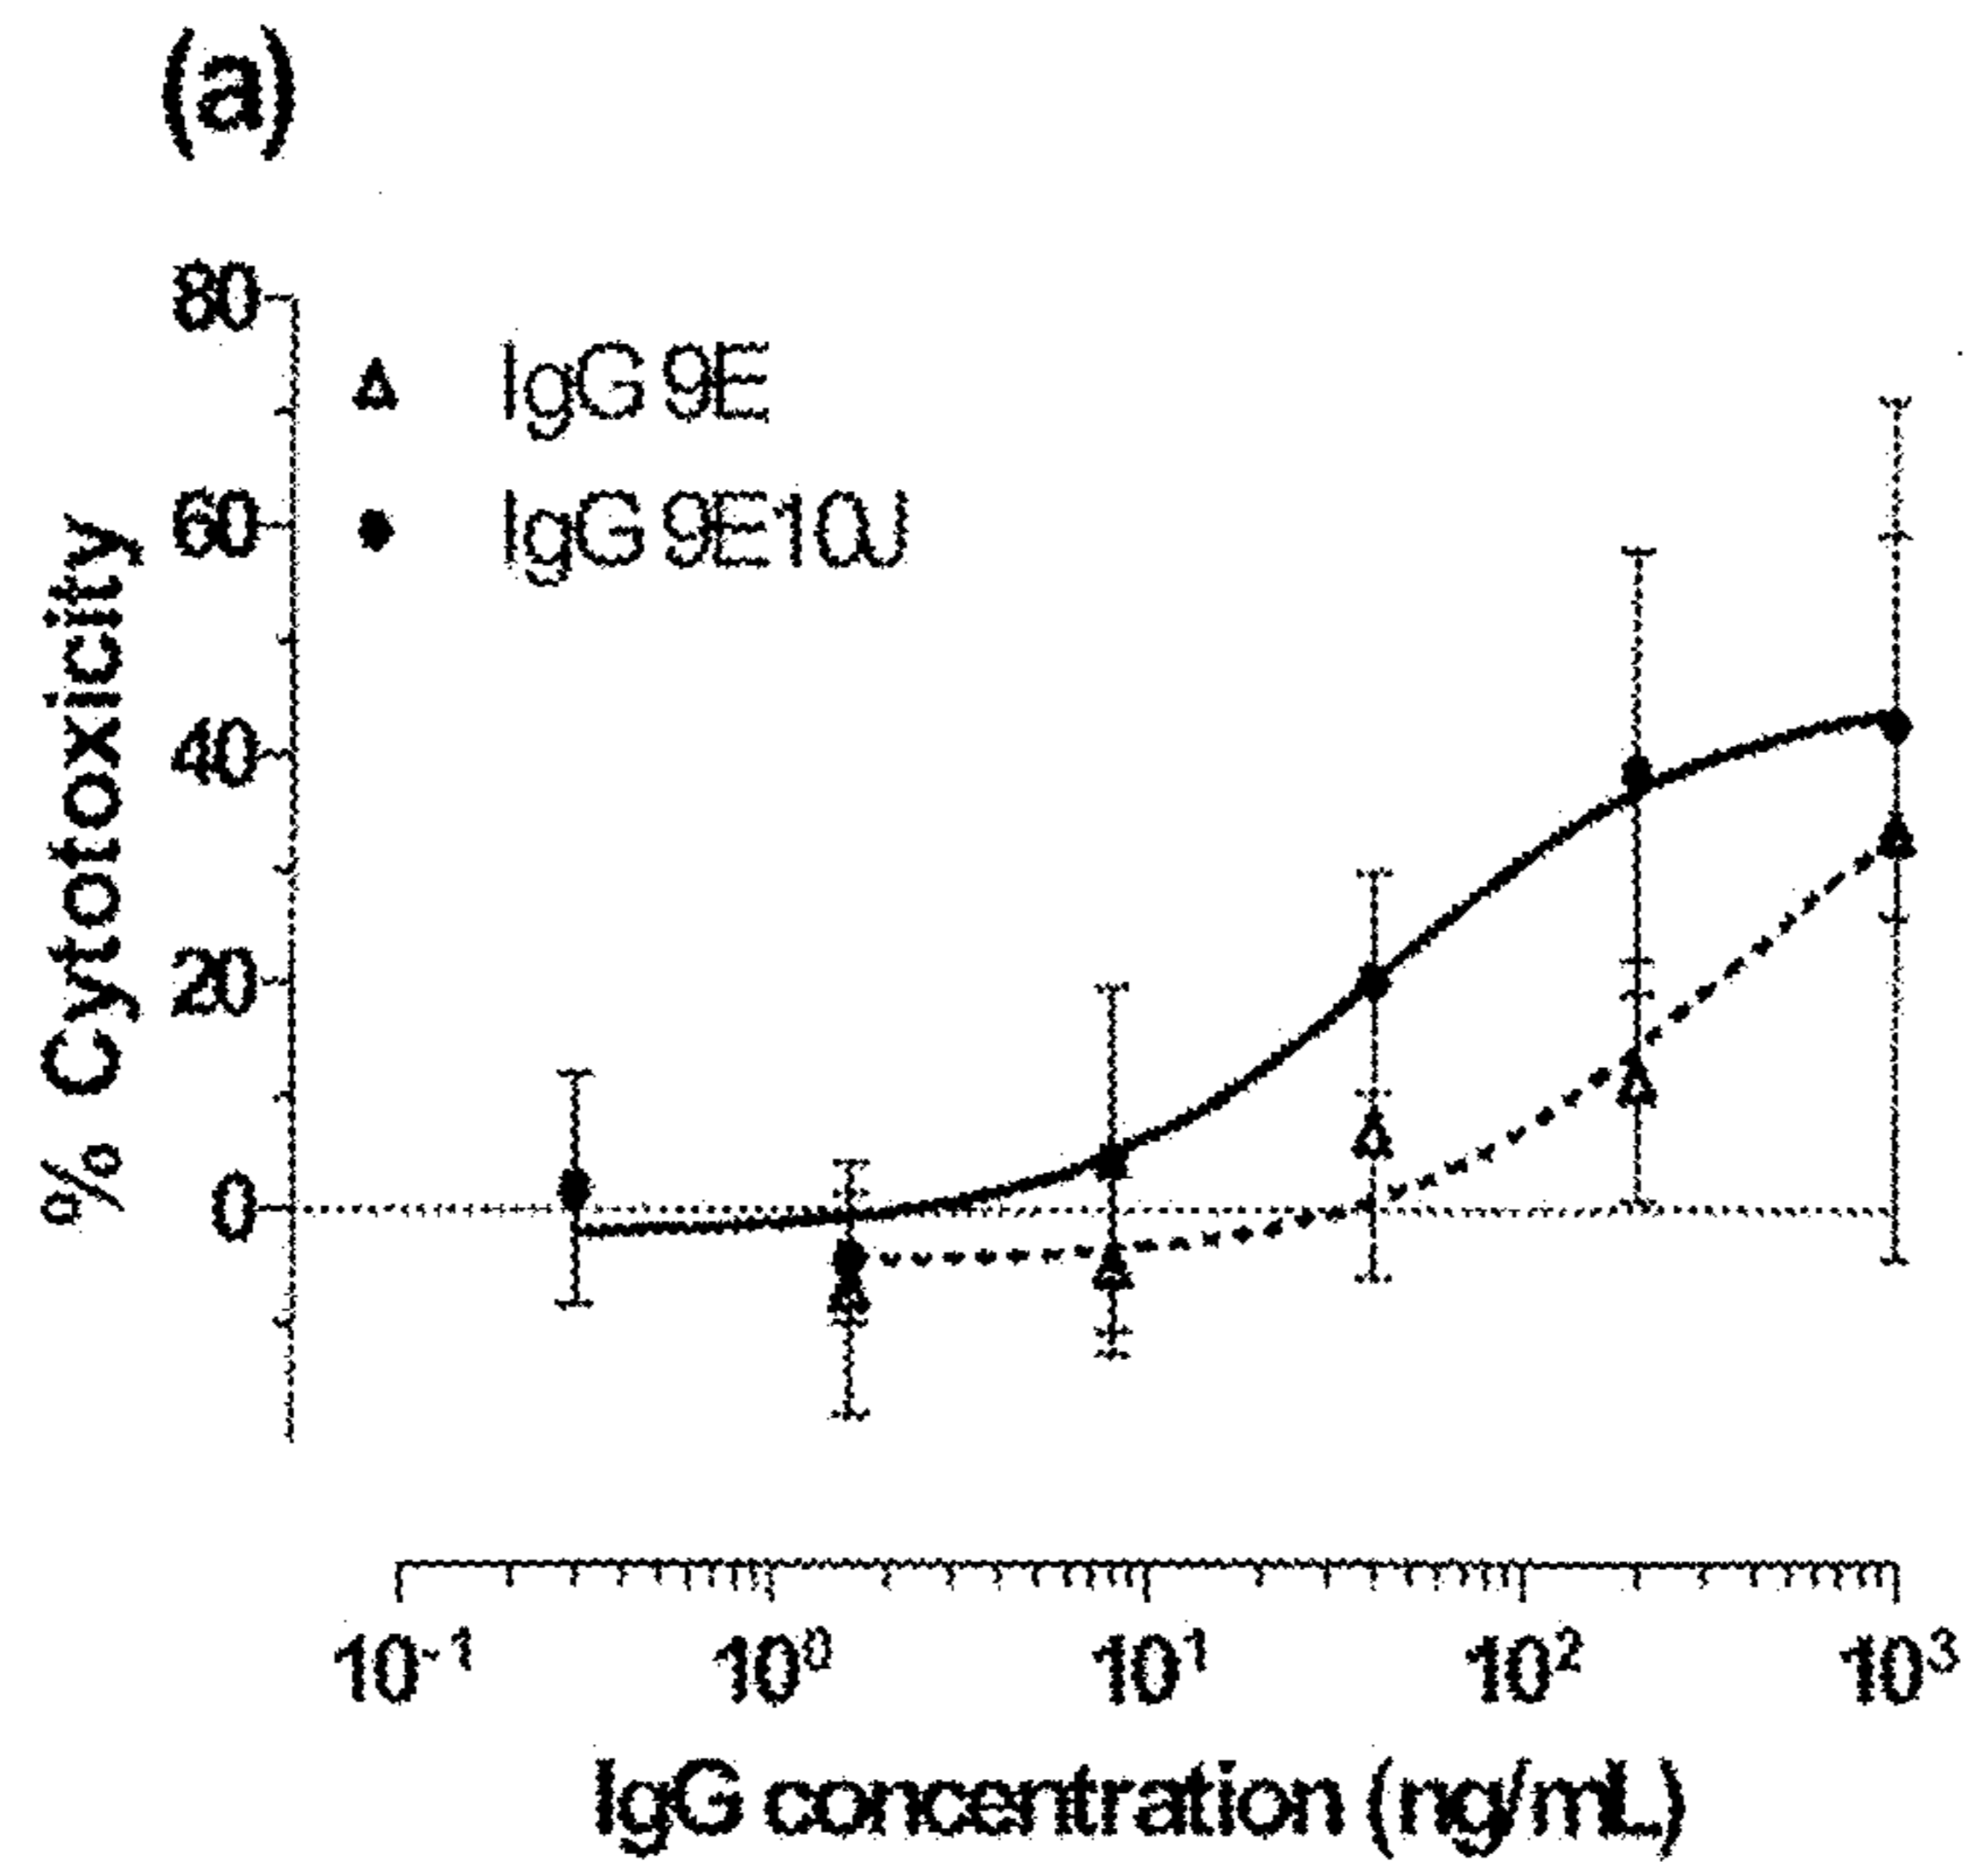 (a)
80
60
40
20
0
% Cytotoxicity
IgG 9E
IgG 9E10J
10⁻¹
10⁰
10¹
10²
10³
IgG concentration (ng/mL)